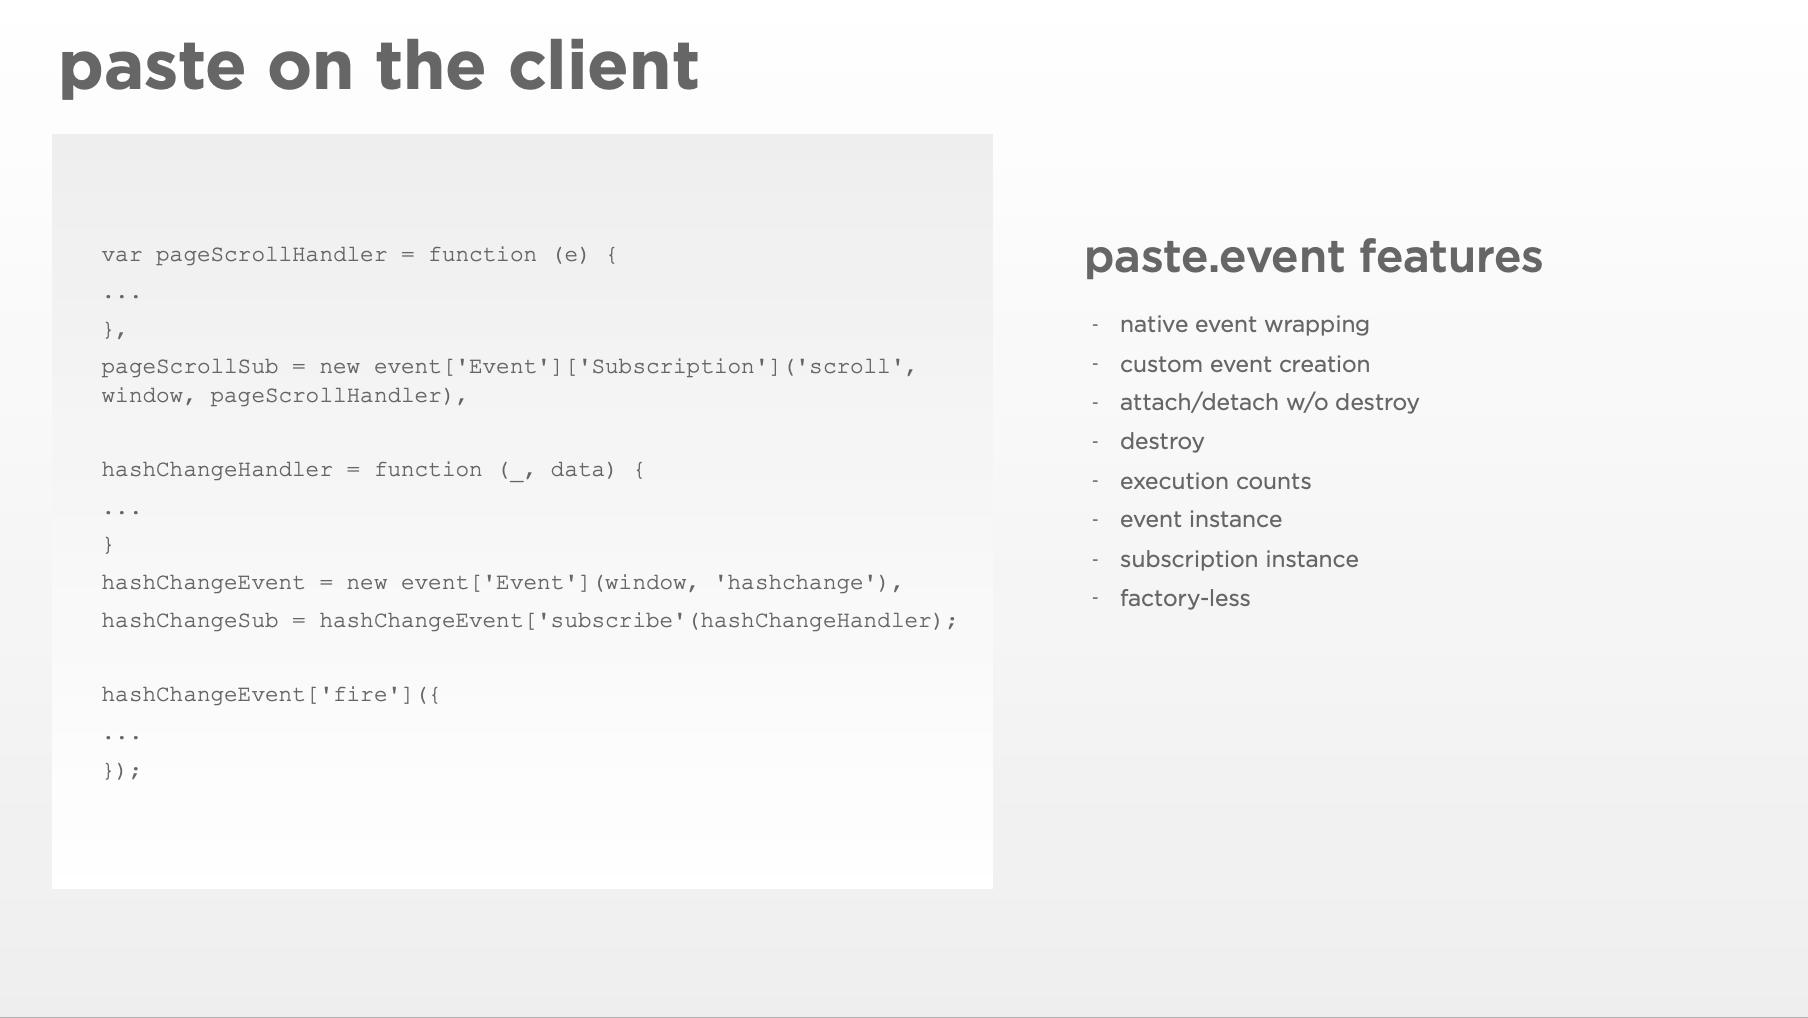 paste on the client
var pageScrollHandler = function (e) {
...
},
pageScrollSub = new event['Event']['Subscription']('scroll',
window, pageScrollHandler),
hashChangeHandler = function (_, data) {
...
}
hashChangeEvent = new event['Event'](window, 'hashchange'),
hashChangeSub = hashChangeEvent['subscribe'(hashChangeHandler);
hashChangeEvent['fire']({
...
});
paste.event features
- native event wrapping
- custom event creation
- attach/detach w/o destroy
- destroy
- execution counts
- event instance
- subscription instance
- factory-less